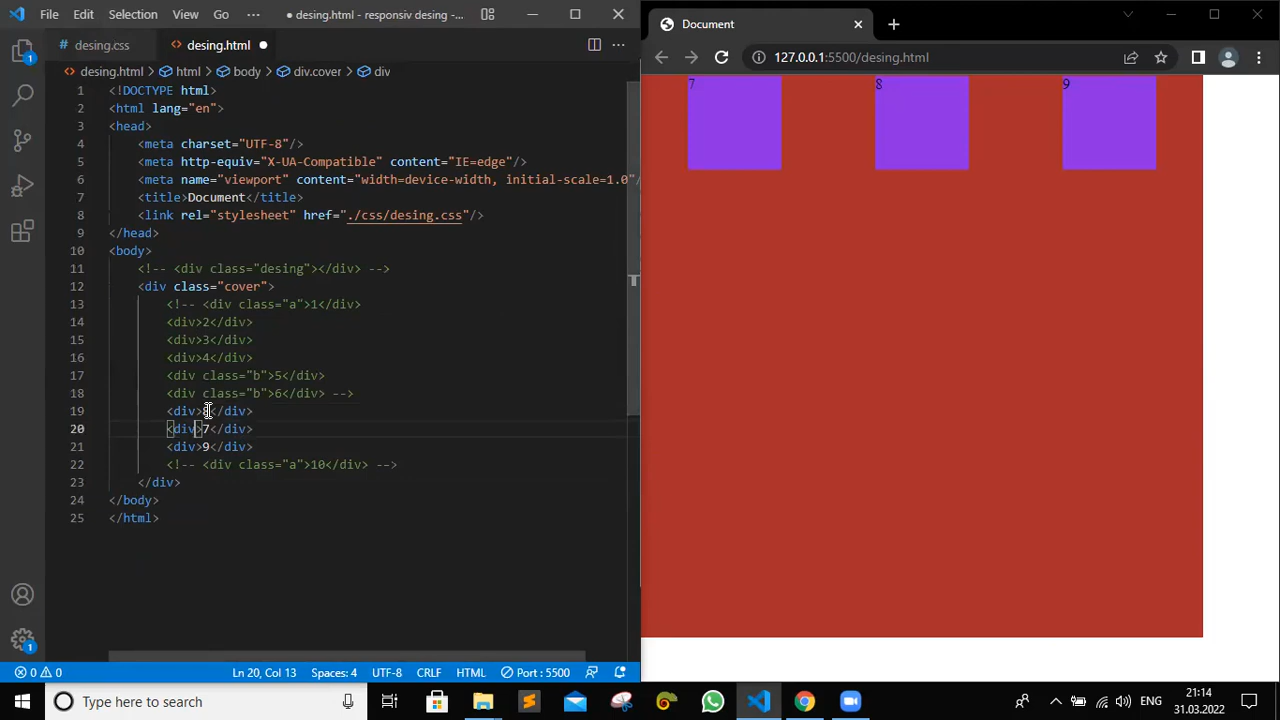 File Edit Selection View Go ··· ● desing.html - responsiv desing -...
desing.css desing.html ●
desing.html > html > body > div.cover > div
1 <!DOCTYPE html>
2 <html lang="en">
3 <head>
4 <meta charset="UTF-8"/>
5 <meta http-equiv="X-UA-Compatible" content="IE=edge"/>
6 <meta name="viewport" content="width=device-width, initial-scale=1.0"/
7 <title>Document</title>
8 <link rel="stylesheet" href="./css/desing.css"/>
9 </head>
10 <body>
11 <!-- <div class="desing"></div> -->
12 <div class="cover">
13 <!-- <div class="a">1</div>
14 <div>2</div>
15 <div>3</div>
16 <div>4</div>
17 <div class="b">5</div>
18 <div class="b">6</div> -->
19 <div>8</div>
20 <div>7</div>
21 <div>9</div>
22 <!-- <div class="a">10</div> -->
23 </div>
24 </body>
25 </html>
1
1
0 0 Ln 20, Col 13 Spaces: 4 UTF-8 CRLF HTML Port : 5500
Document
127.0.0.1:5500/desing.html
7 8 9
Type here to search
ENG 21:14
31.03.2022